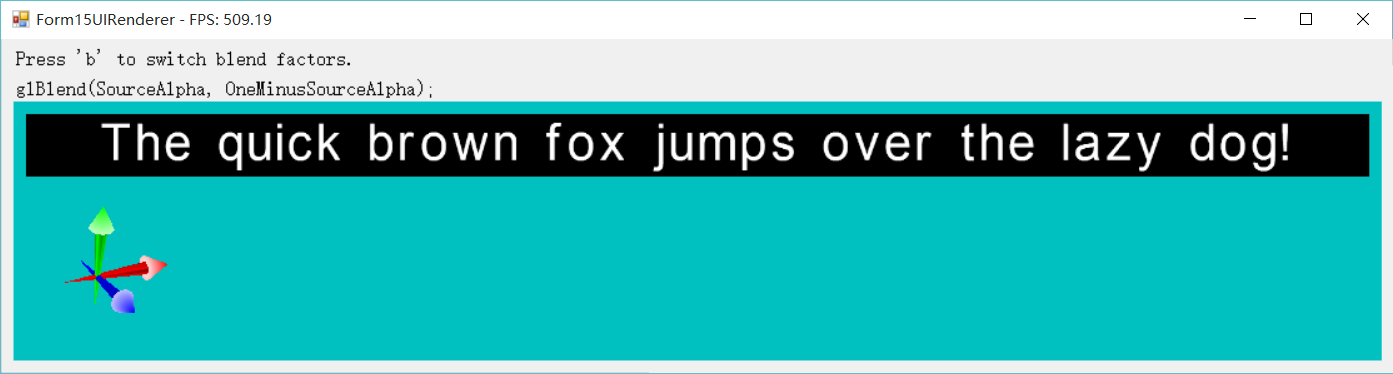 Form15UIRenderer - FPS: 509.19
Press 'b' to switch blend factors.
glBlend(SourceAlpha, OneMinusSourceAlpha);
The quick brown fox jumps over the lazy dog!